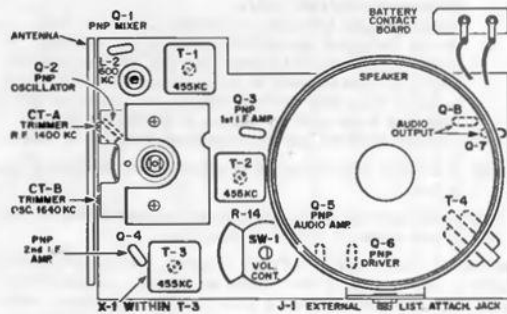 Q-1
PNP MIXER
ANTENNA
Q-2
PNP
OSCILLATOR
CT-A
TRIMMER
R.F. 1400 KC
CT-B
TRIMMER
OSC. 1640 KC
Q-4
PNP
2nd I.F.
AMP.
X-1 WITHIN T-3
L-2
600
KC
T-1
455KC
Q-3
PNP
1st I.F. AMP.
T-2
455KC
R-14
SW-1
VOL.
CONT.
T-3
455KC
BATTERY
CONTACT
BOARD
SPEAKER
Q-8
AUDIO
OUTPUT
Q-7
T-4
Q-5
PNP
AUDIO AMP.
Q-6
PNP
DRIVER
J-1 EXTERNAL LIST. ATTACH. JACK